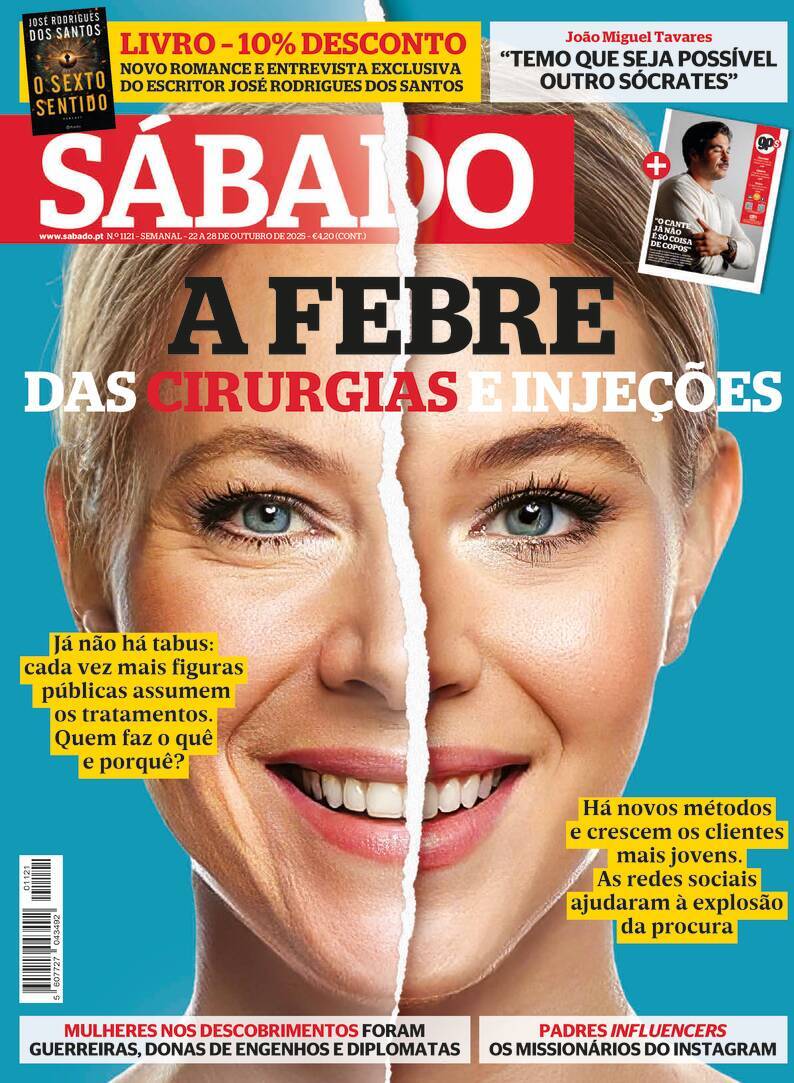 JOSÉ RODRIGUES
DOS SANTOS
O SEXTO
SENTIDO
LIVRO – 10% DESCONTO
NOVO ROMANCE E ENTREVISTA EXCLUSIVA
DO ESCRITOR JOSÉ RODRIGUES DOS SANTOS
João Miguel Tavares
“TEMO QUE SEJA POSSÍVEL
OUTRO SÓCRATES”
SÁBADO
www.sabado.pt N.º 1121 – SEMANAL – 22 A 28 DE OUTUBRO DE 2025 – €4,20 (CONT.)
+
gps
“O CANTE
JÁ NÃO
É SÓ COISA
DE COPOS”
A FEBRE
DAS CIRURGIAS E INJEÇÕES
Já não há tabus:
cada vez mais figuras
públicas assumem
os tratamentos.
Quem faz o quê
e porquê?
Há novos métodos
e crescem os clientes
mais jovens.
As redes sociais
ajudaram à explosão
da procura
01121
5 607727 043492
MULHERES NOS DESCOBRIMENTOS FORAM
GUERREIRAS, DONAS DE ENGENHOS E DIPLOMATAS
PADRES INFLUENCERS
OS MISSIONÁRIOS DO INSTAGRAM